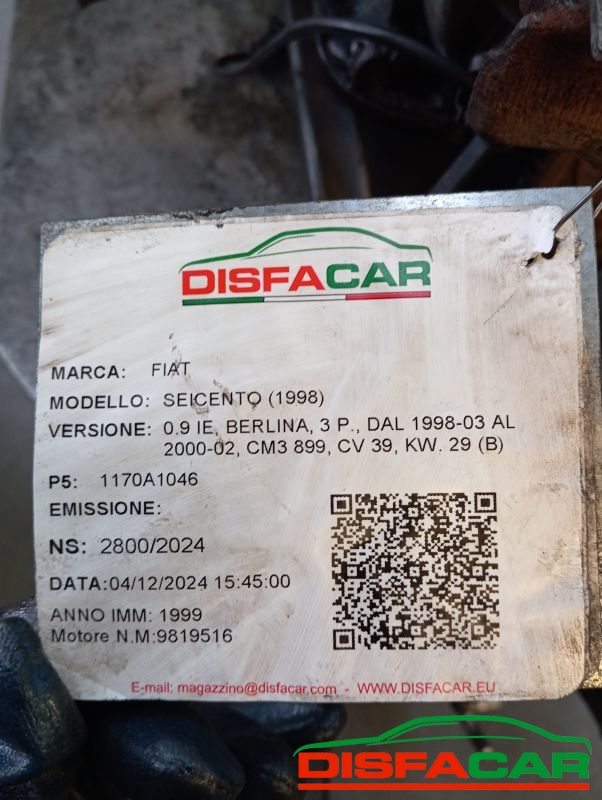 DISFACAR
MARCA: FIAT
MODELLO: SEICENTO (1998)
VERSIONE: 0.9 IE, BERLINA, 3 P., DAL 1998-03 AL
2000-02, CM3 899, CV 39, KW. 29 (B)
P5: 1170A1046
EMISSIONE:
NS: 2800/2024
DATA:04/12/2024 15:45:00
ANNO IMM: 1999
Motore N.M:9819516
E-mail: magazzino@disfacar.com - WWW.DISFACAR.EU
DISFACAR